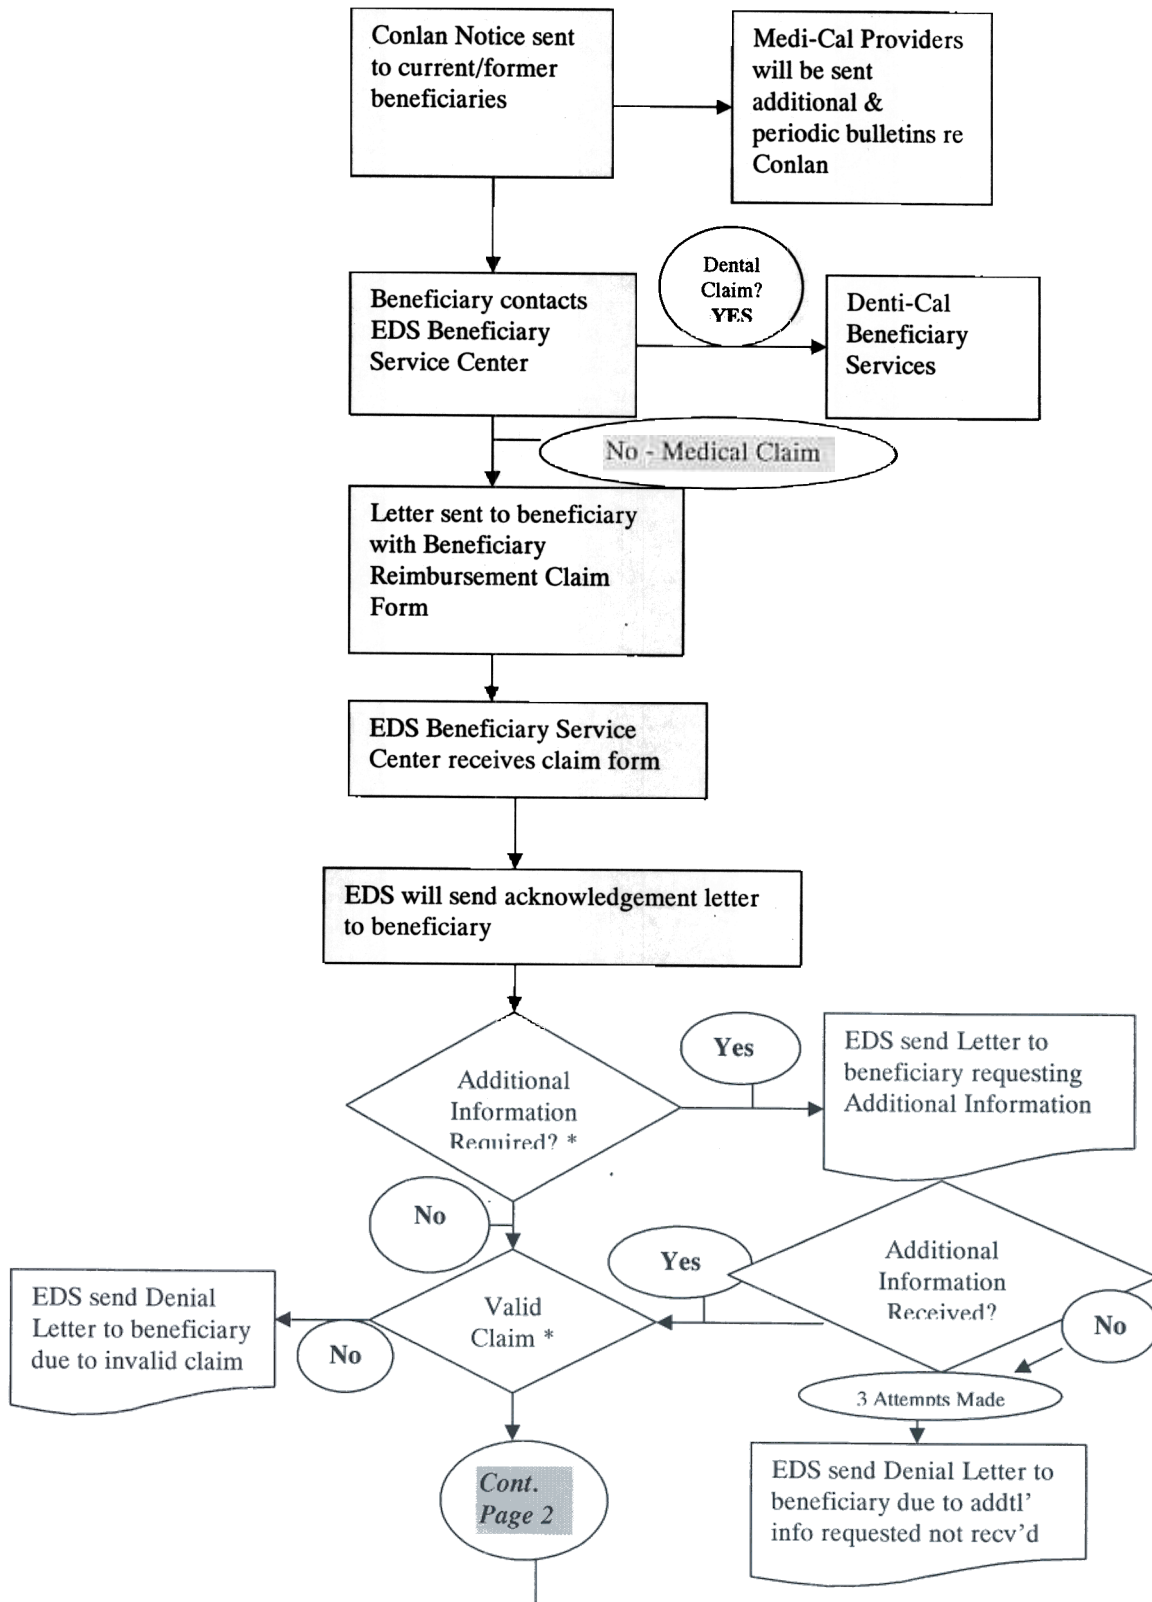 Conlan Notice sent
to current/former
beneficiaries
Medi-Cal Providers
will be sent
additional &
periodic bulletins re
Conlan
Beneficiary contacts
EDS Beneficiary
Service Center
Dental
Claim?
YES
Denti-Cal
Beneficiary
Services
No - Medical Claim
Letter sent to beneficiary
with Beneficiary
Reimbursement Claim
Form
EDS Beneficiary Service
Center receives claim form
EDS will send acknowledgement letter
to beneficiary
Additional
Information
Required? *
Yes
EDS send Letter to
beneficiary requesting
Additional Information
No
Yes
Additional
Information
Received?
No
EDS send Denial
Letter to beneficiary
due to invalid claim
No
Valid
Claim *
3 Attempts Made
Cont.
Page 2
EDS send Denial Letter to
beneficiary due to addtl'
info requested not recv'd